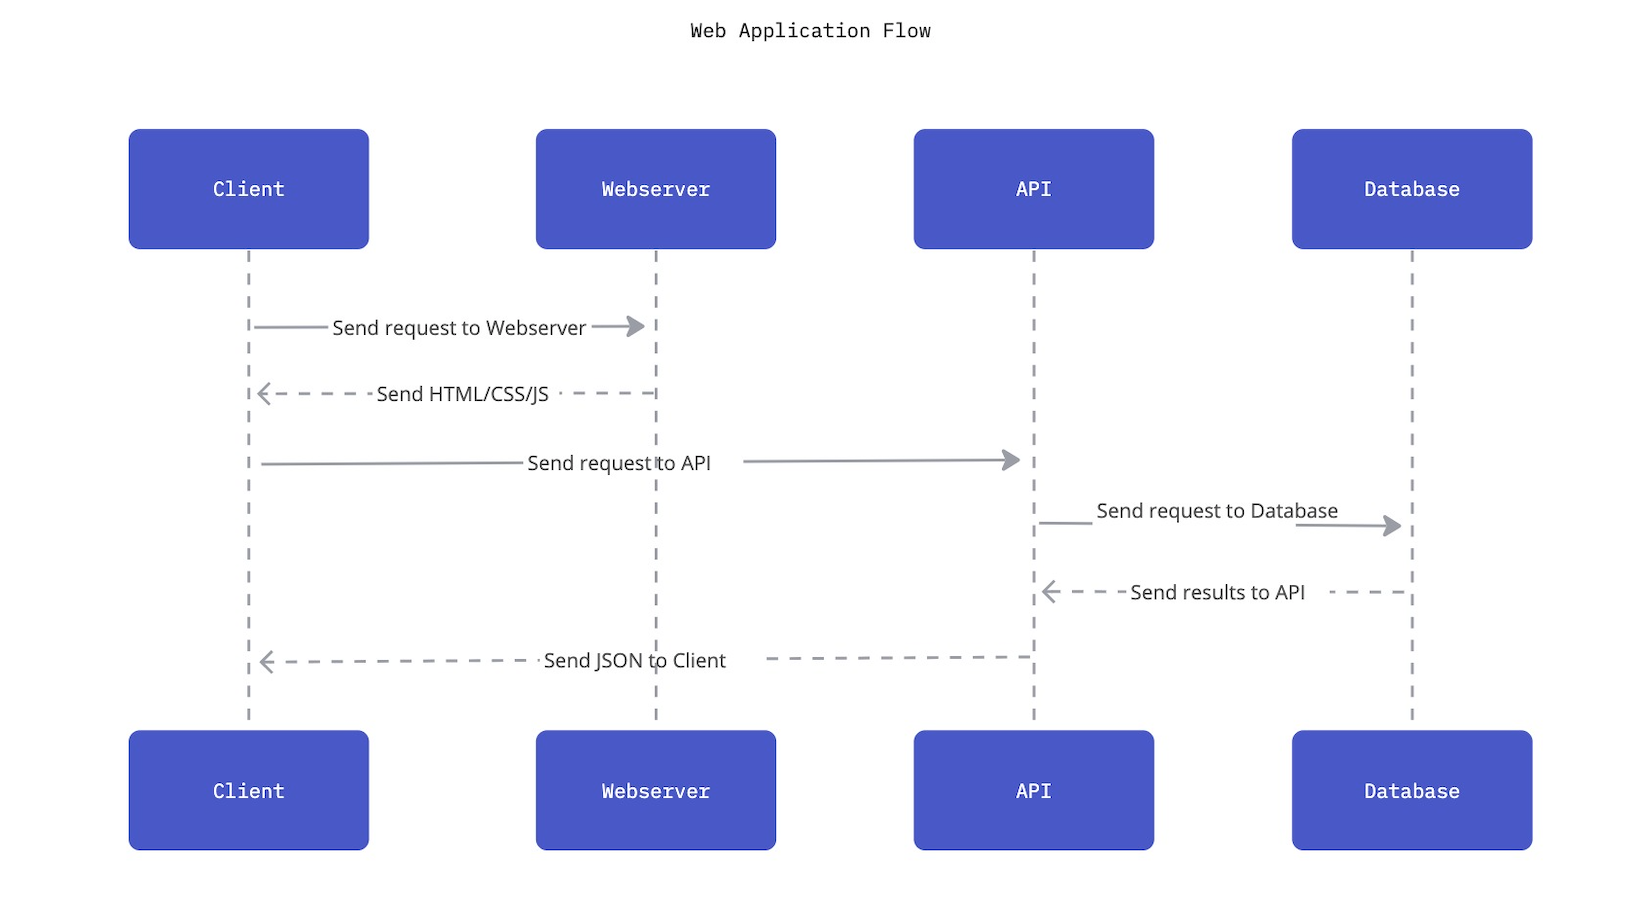 Web Application Flow
Client
Webserver
API
Database
Send request to Webserver
Send HTML/CSS/JS
Send request to API
Send request to Database
Send results to API
Send JSON to Client
Client
Webserver
API
Database